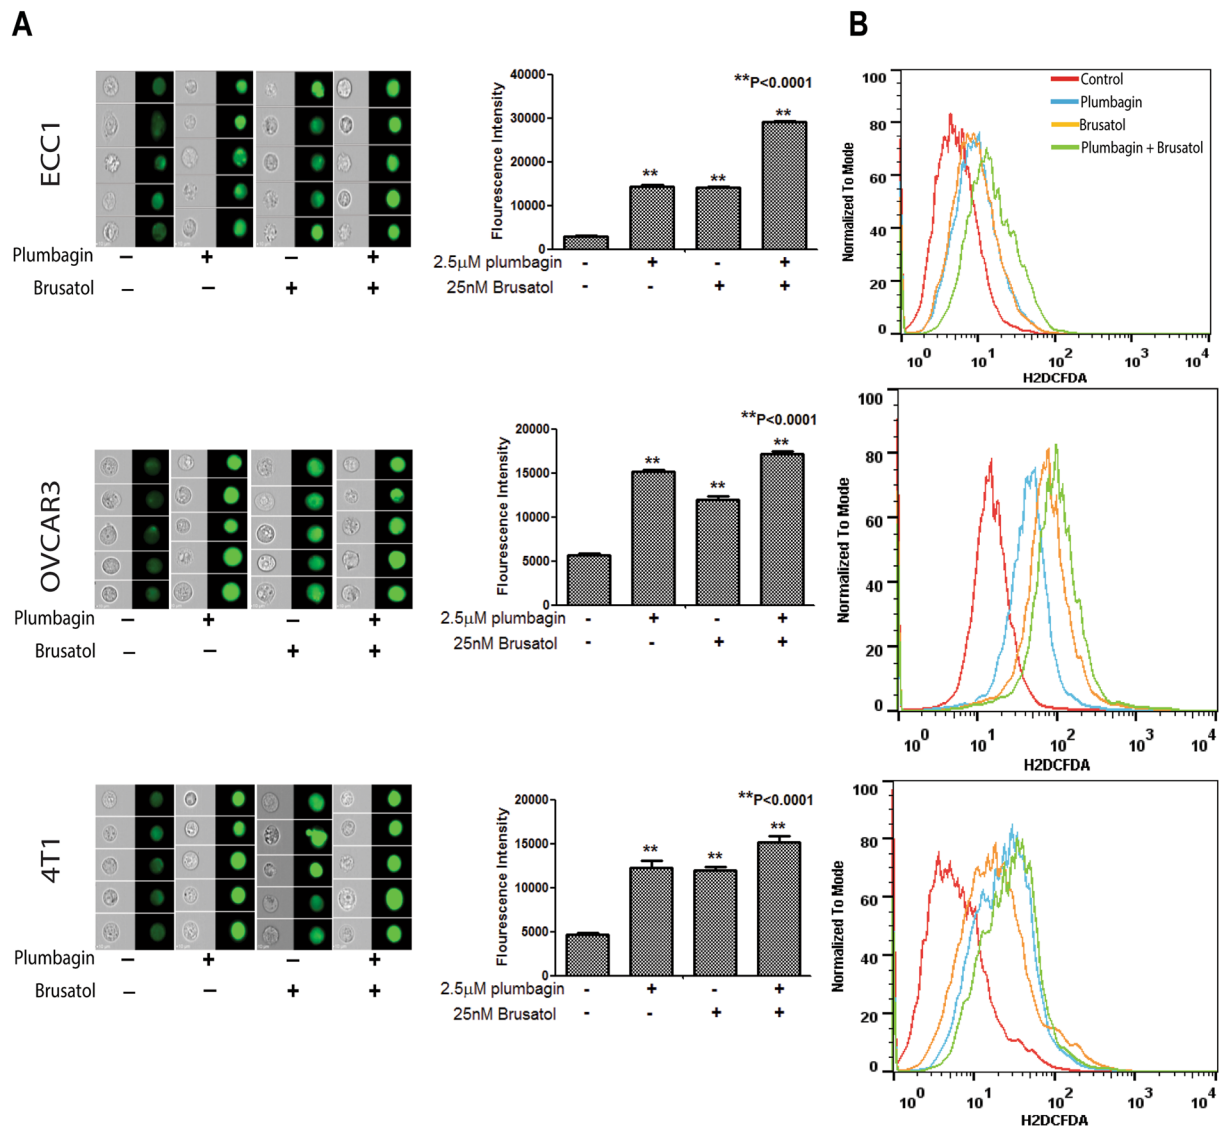 A
B
ECC1
Plumbagin – + – +
Brusatol – – + +
Flourescence Intensity
40000
30000
20000
10000
0
**P<0.0001
** ** **
2.5μM plumbagin - + - +
25nM Brusatol - - + +
Normalized To Mode
100
80
60
40
20
0
Control
Plumbagin
Brusatol
Plumbagin + Brusatol
10^0 10^1 10^2 10^3 10^4
H2DCFDA
OVCAR3
Plumbagin – + – +
Brusatol – – + +
Flourescence Intensity
20000
15000
10000
5000
0
**P<0.0001
** ** **
2.5μM plumbagin - + - +
25nM Brusatol - - + +
Normalized To Mode
100
80
60
40
20
0
10^0 10^1 10^2 10^3 10^4
H2DCFDA
4T1
Plumbagin – + – +
Brusatol – – + +
Flourescence Intensity
20000
15000
10000
5000
0
**P<0.0001
** ** **
2.5μM plumbagin - + - +
25nM Brusatol - - + +
Normalized To Mode
100
80
60
40
20
0
10^0 10^1 10^2 10^3 10^4
H2DCFDA